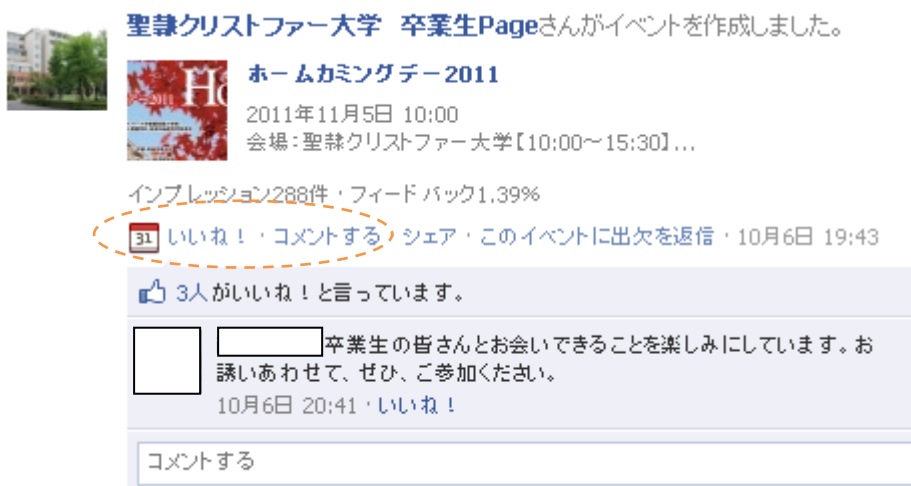 聖隷クリストファー大学　卒業生Pageさんがイベントを作成しました。
ホームカミングデー2011
2011年11月5日 10:00
会場：聖隷クリストファー大学【10:00～15:30】...
インプレッション288件・フィードバック1.39%
31 いいね！・コメントする・シェア・このイベントに出欠を返信・10月6日 19:43
3人がいいね！と言っています。
卒業生の皆さんとお会いできることを楽しみにしています。お
誘いあわせて、ぜひ、ご参加ください。
10月6日 20:41・いいね！
コメントする